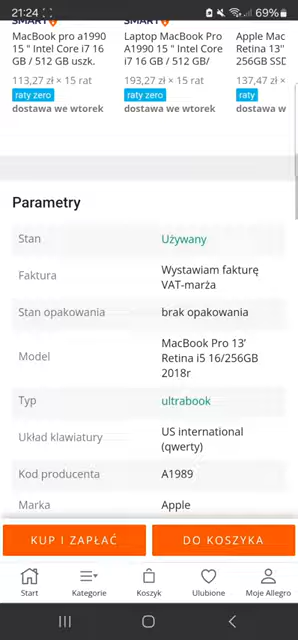 21:24 69%
SMART SMART
MacBook pro a1990 Laptop MacBook Pro Apple Mac
15 " Intel Core i7 16 A1990 15 " Intel Core Retina 13"
GB / 512 GB uszk. i7 16 GB / 512 GB/ 256GB SSD
113,27 zł × 15 rat 193,27 zł × 15 rat 137,47 zł ×
raty zero raty zero raty
dostawa we wtorek dostawa we wtorek dostawa w
Parametry
Stan Używany
Faktura Wystawiam fakturę
VAT-marża
Stan opakowania brak opakowania
Model MacBook Pro 13’
Retina i5 16/256GB
2018r
Typ ultrabook
Układ klawiatury US international
(qwerty)
Kod producenta A1989
Marka Apple
KUP I ZAPŁAĆ DO KOSZYKA
Start Kategorie Koszyk Ulubione Moje Allegro